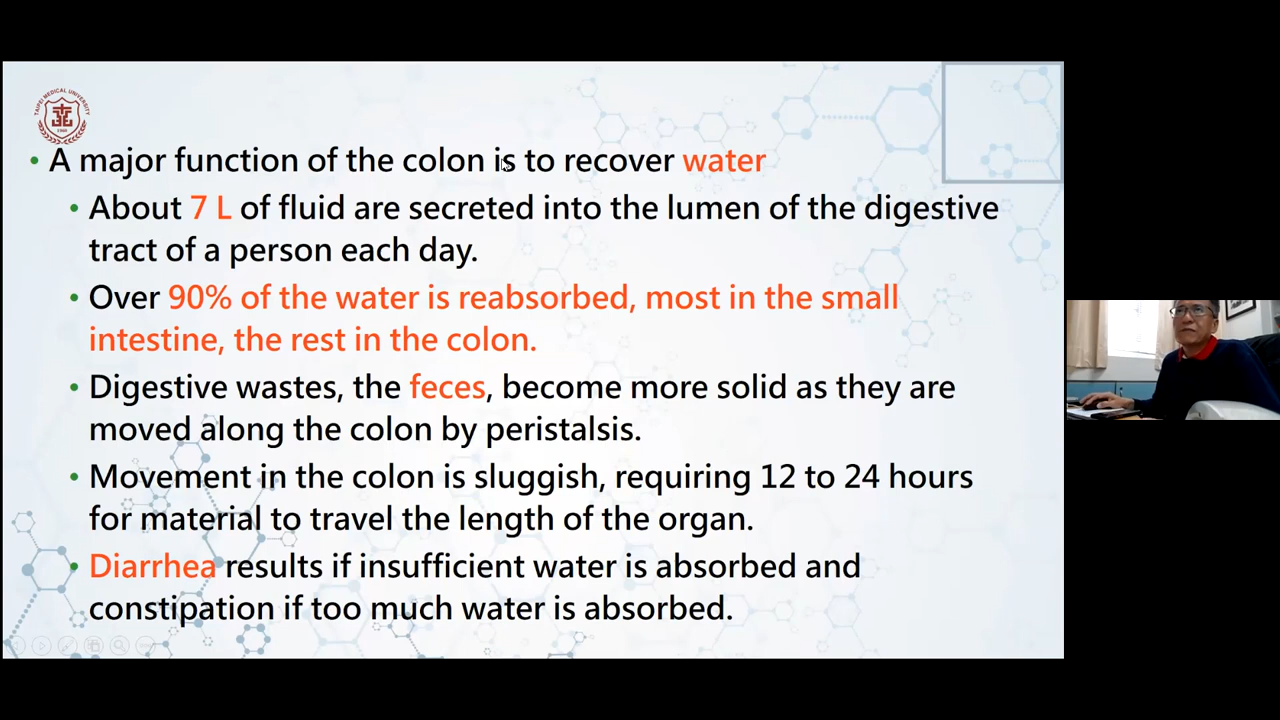 TAIPEI MEDICAL UNIVERSITY
1960
• A major function of the colon is to recover water
• About 7 L of fluid are secreted into the lumen of the digestive
tract of a person each day.
• Over 90% of the water is reabsorbed, most in the small
intestine, the rest in the colon.
• Digestive wastes, the feces, become more solid as they are
moved along the colon by peristalsis.
• Movement in the colon is sluggish, requiring 12 to 24 hours
for material to travel the length of the organ.
• Diarrhea results if insufficient water is absorbed and
constipation if too much water is absorbed.